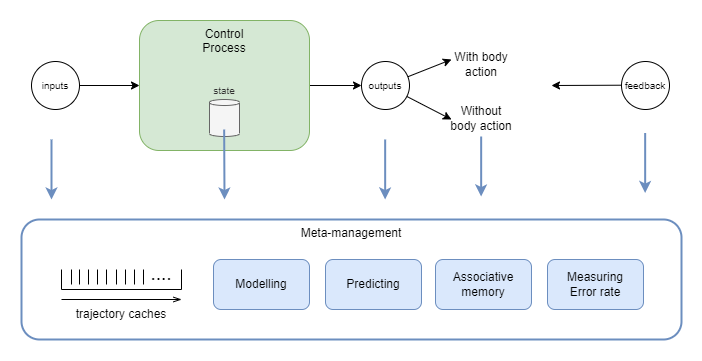 Control
Process
inputs
state
outputs
With body
action
Without
body action
feedback
Meta-management
....
trajectory caches
Modelling
Predicting
Associative
memory
Measuring
Error rate